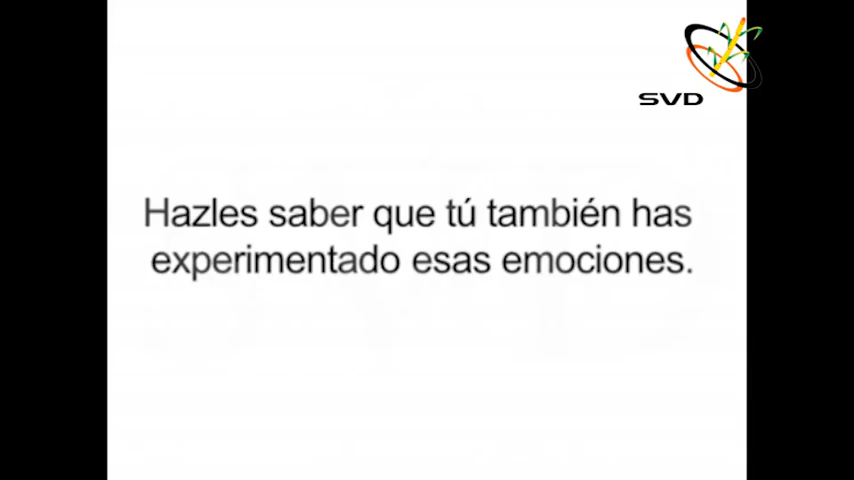 SVD
Hazles saber que tú también has
experimentado esas emociones.